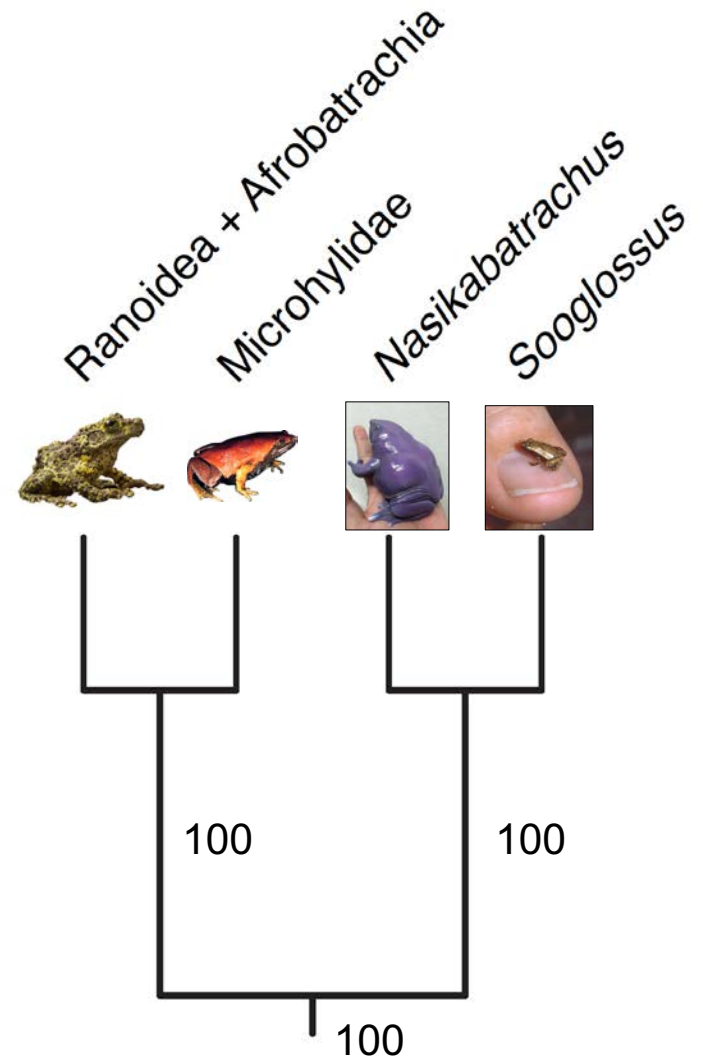 Ranoidea + Afrobatrachia
Microhylidae
Nasikabatrachus
Sooglossus
100
100
100